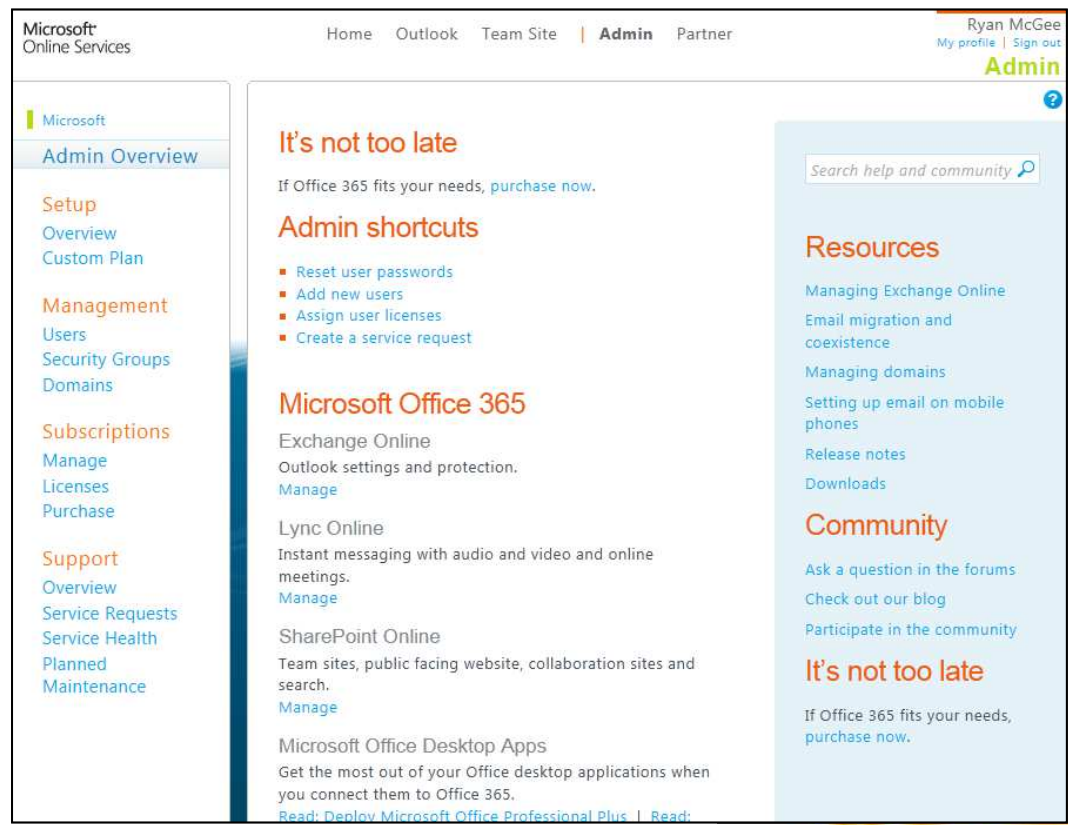 Microsoft
Online Services
Home Outlook Team Site | Admin Partner
Ryan McGee
My profile | Sign out
Admin
Microsoft
Admin Overview
Setup
Overview
Custom Plan
Management
Users
Security Groups
Domains
Subscriptions
Manage
Licenses
Purchase
Support
Overview
Service Requests
Service Health
Planned
Maintenance
It's not too late
If Office 365 fits your needs, purchase now.
Admin shortcuts
Reset user passwords
Add new users
Assign user licenses
Create a service request
Microsoft Office 365
Exchange Online
Outlook settings and protection.
Manage
Lync Online
Instant messaging with audio and video and online
meetings.
Manage
SharePoint Online
Team sites, public facing website, collaboration sites and
search.
Manage
Microsoft Office Desktop Apps
Get the most out of your Office desktop applications when
you connect them to Office 365.
Read: Deploy Microsoft Office Professional Plus | Read:
?
Search help and community
Resources
Managing Exchange Online
Email migration and
coexistence
Managing domains
Setting up email on mobile
phones
Release notes
Downloads
Community
Ask a question in the forums
Check out our blog
Participate in the community
It's not too late
If Office 365 fits your needs,
purchase now.